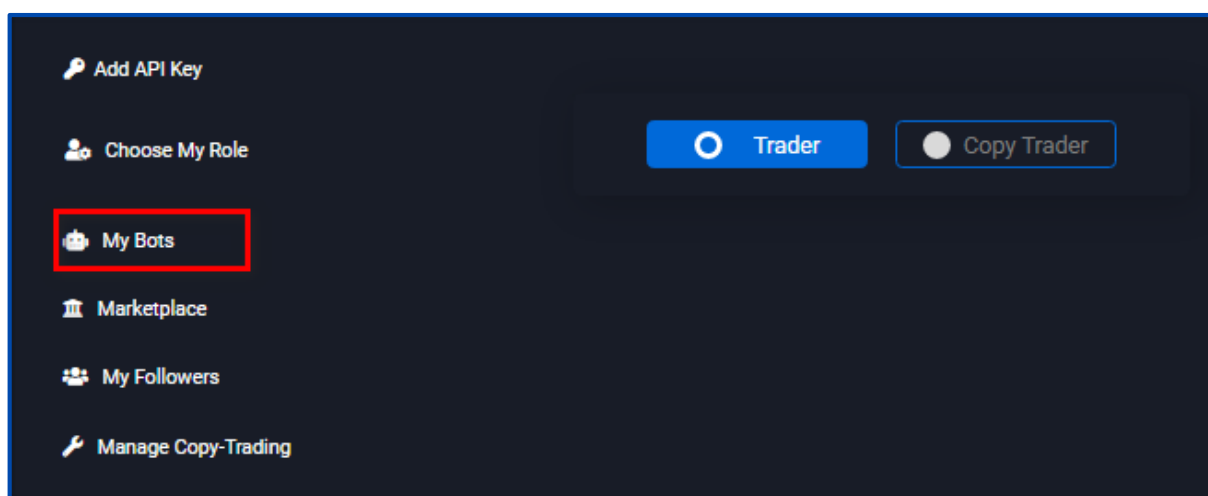 Add API Key
Choose My Role
Trader
Copy Trader
My Bots
Marketplace
My Followers
Manage Copy-Trading